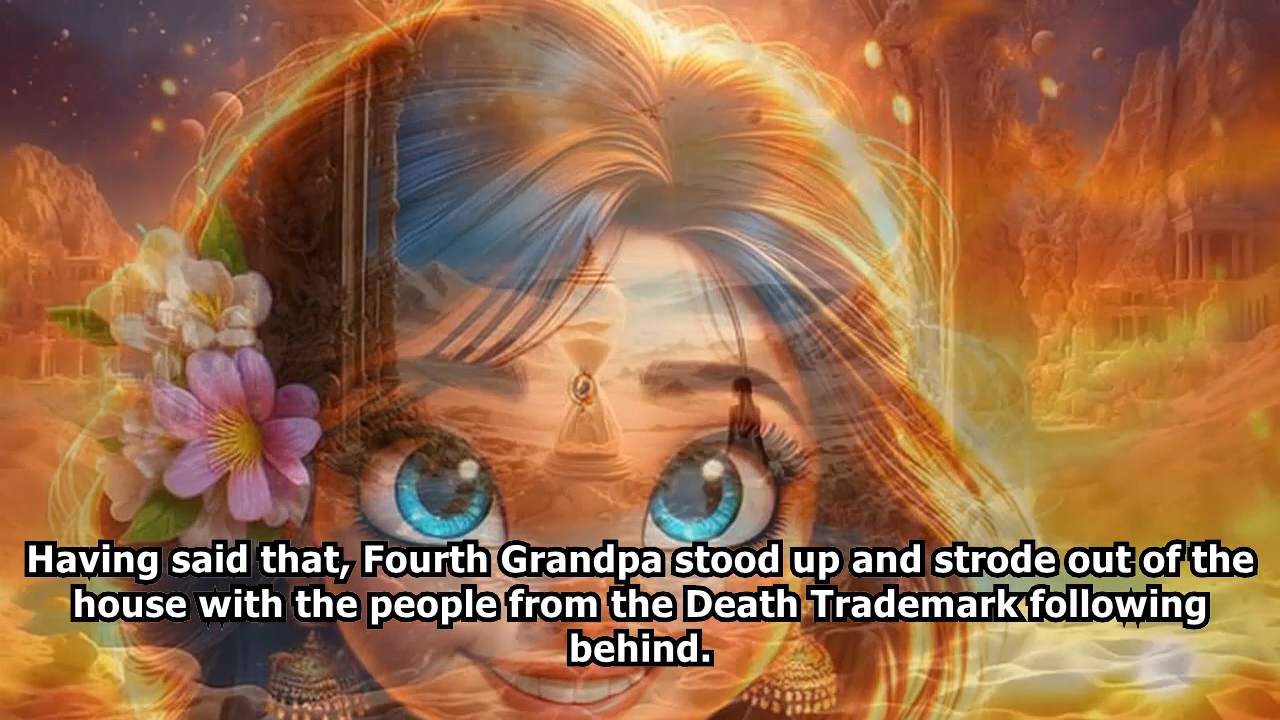 Having said that, Fourth Grandpa stood up and strode out of the
house with the people from the Death Trademark following
behind.